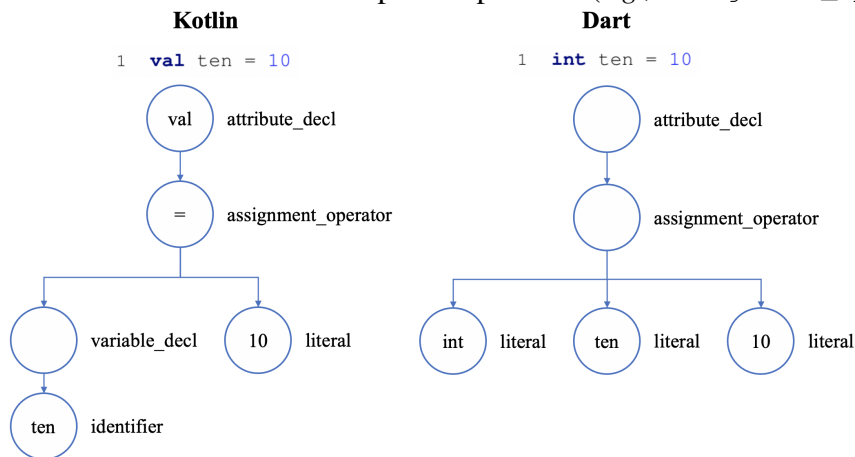 Kotlin Dart
1 val ten = 10 1 int ten = 10
val attribute_decl attribute_decl
= assignment_operator assignment_operator
variable_decl 10 literal int literal ten literal 10 literal
ten identifier